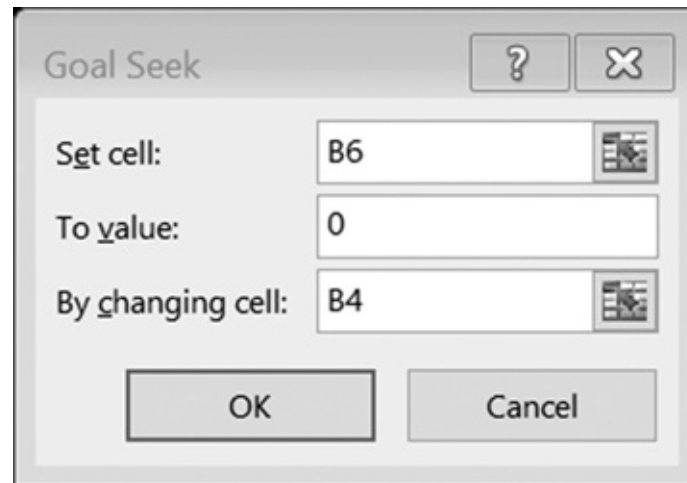 Goal Seek ?
Set cell: B6
To value: 0
By changing cell: B4
OK Cancel